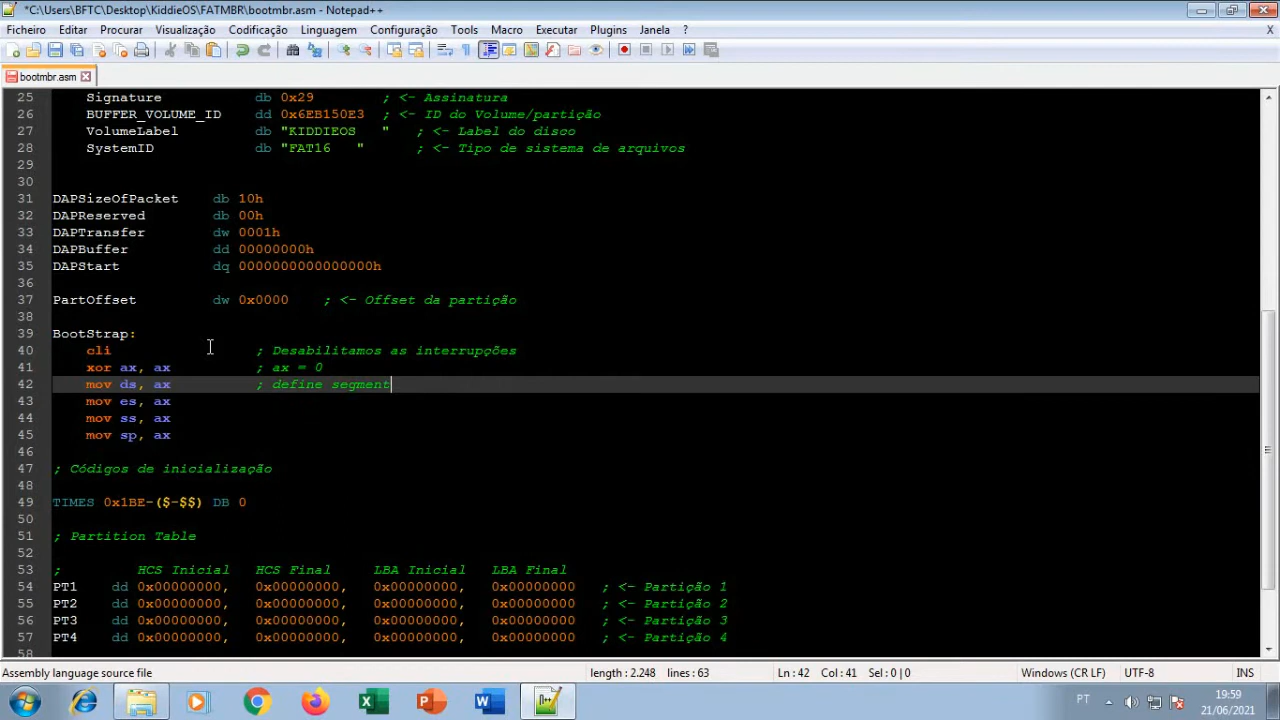 *C:\Users\BFTC\Desktop\KiddieOS\FATMBR\bootmbr.asm - Notepad++
Ficheiro Editar Procurar Visualização Codificação Linguagem Configuração Tools Macro Executar Plugins Janela ? X
bootmbr.asm
25 Signature db 0x29 ; <- Assinatura
26 BUFFER_VOLUME_ID dd 0x6EB150E3 ; <- ID do Volume/partição
27 VolumeLabel db "KIDDIEOS   " ; <- Label do disco
28 SystemID db "FAT16   " ; <- Tipo de sistema de arquivos
29
30
31 DAPSizeOfPacket db 10h
32 DAPReserved db 00h
33 DAPTransfer dw 0001h
34 DAPBuffer dd 00000000h
35 DAPStart dq 0000000000000000h
36
37 PartOffset dw 0x0000 ; <- Offset da partição
38
39 BootStrap:
40 cli ; Desabilitamos as interrupções
41 xor ax, ax ; ax = 0
42 mov ds, ax ; define segment
43 mov es, ax
44 mov ss, ax
45 mov sp, ax
46
47 ; Códigos de inicialização
48
49 TIMES 0x1BE-($-$$) DB 0
50
51 ; Partition Table
52
53 ; HCS Inicial HCS Final LBA Inicial LBA Final
54 PT1 dd 0x00000000, 0x00000000, 0x00000000, 0x00000000 ; <- Partição 1
55 PT2 dd 0x00000000, 0x00000000, 0x00000000, 0x00000000 ; <- Partição 2
56 PT3 dd 0x00000000, 0x00000000, 0x00000000, 0x00000000 ; <- Partição 3
57 PT4 dd 0x00000000, 0x00000000, 0x00000000, 0x00000000 ; <- Partição 4
58
Assembly language source file length : 2.248 lines : 63 Ln : 42 Col : 41 Sel : 0 | 0 Windows (CR LF) UTF-8 INS
PT 19:59
21/06/2021